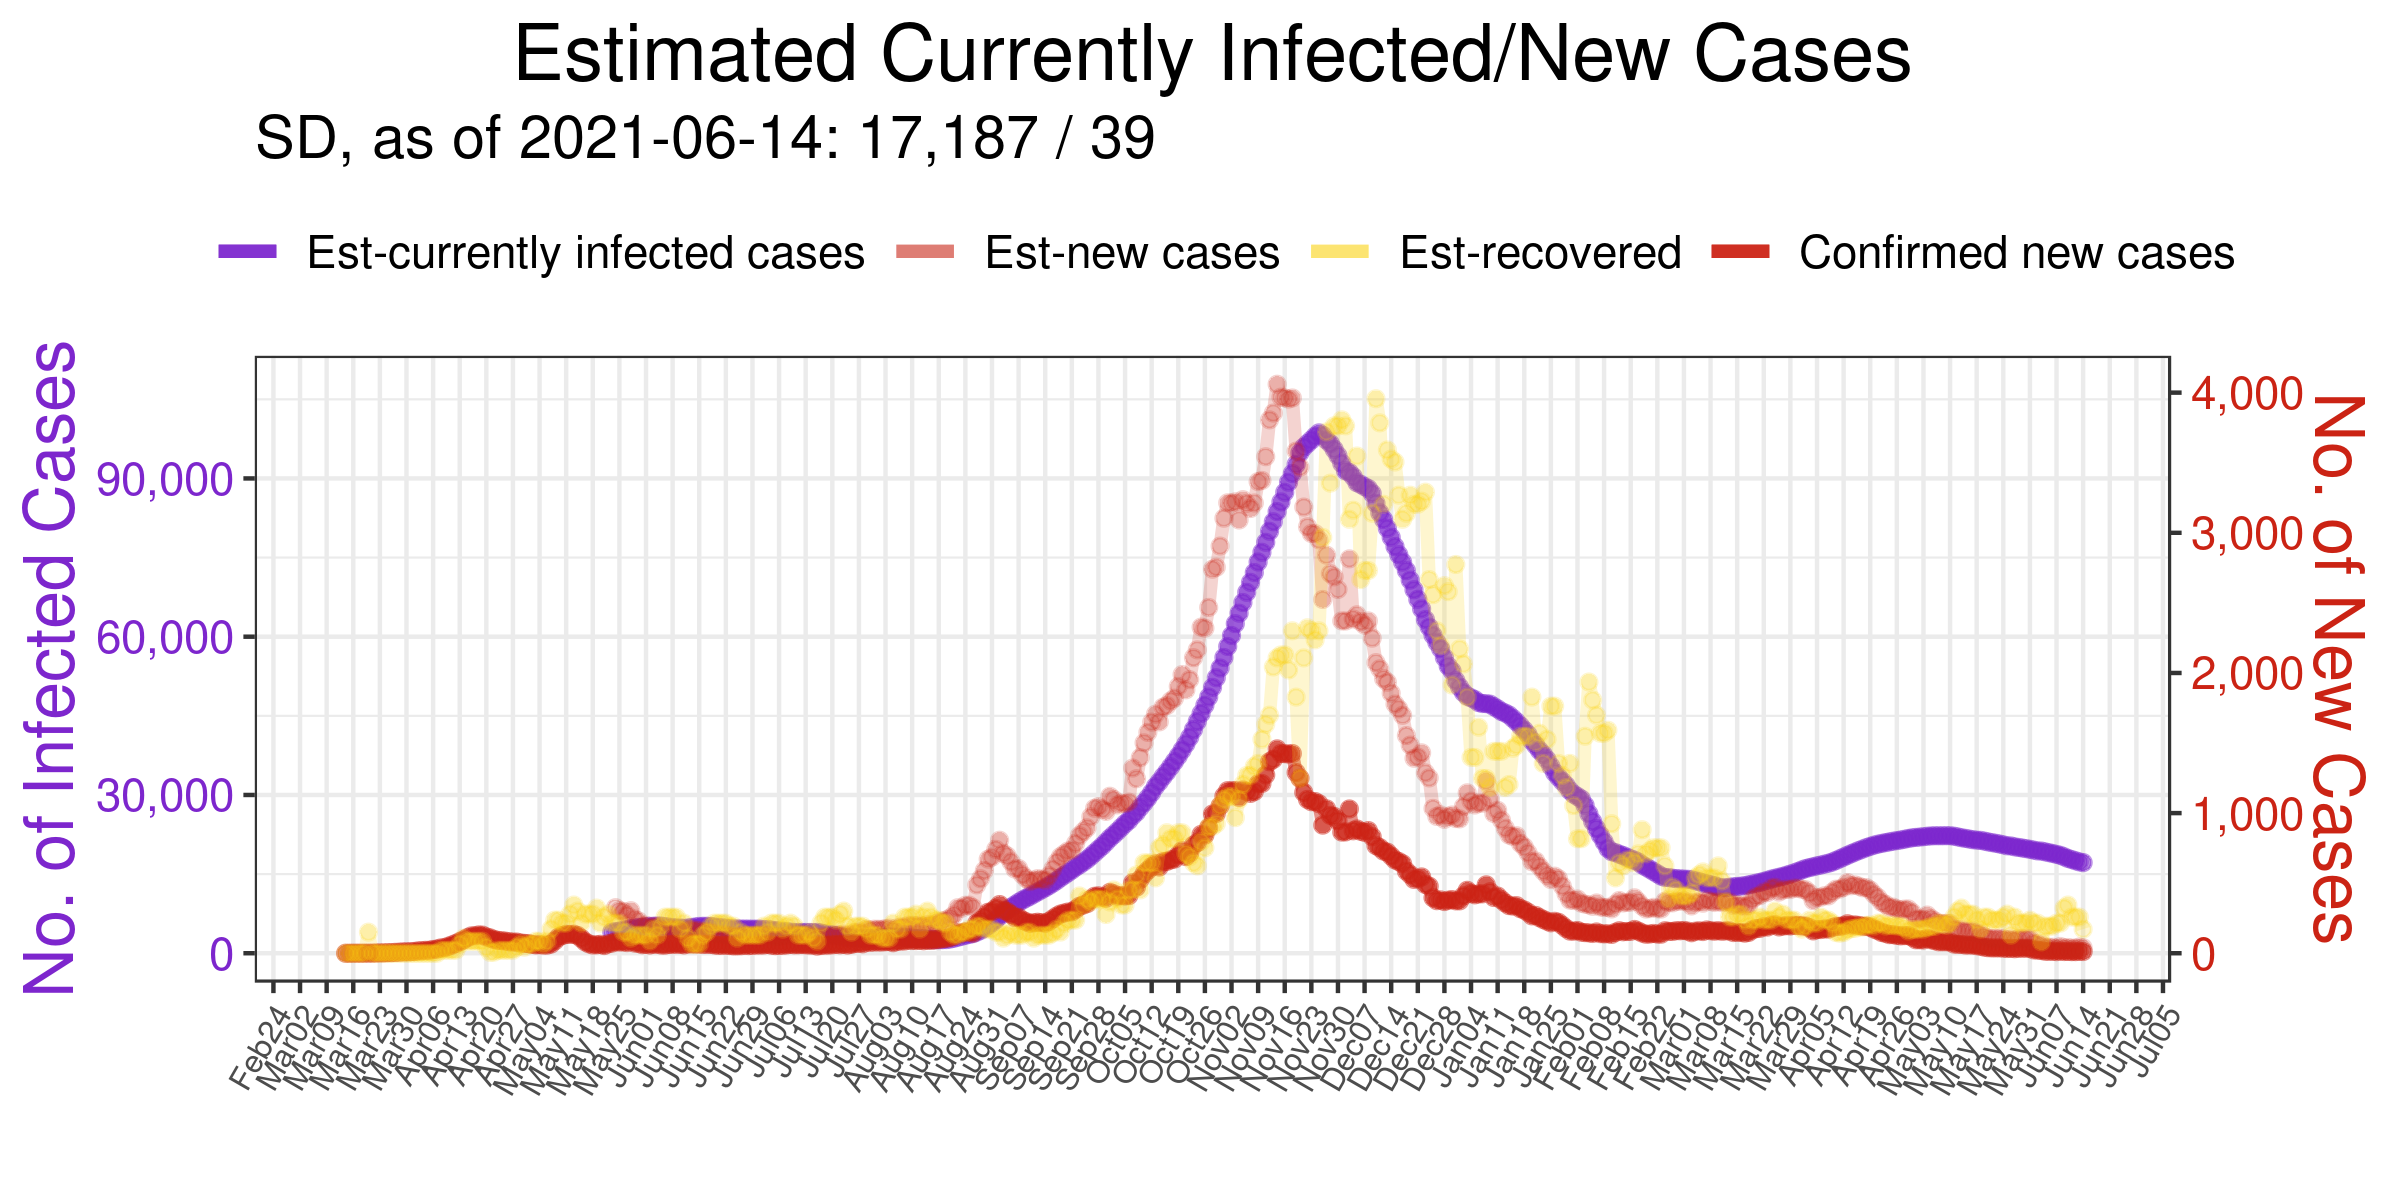 Estimated Currently Infected/New Cases
SD, as of 2021-06-14: 17,187 / 39
Est-currently infected cases Est-new cases Est-recovered Confirmed new cases
No. of Infected Cases
90,000
60,000
30,000
0
4,000
3,000
2,000
1,000
0
No. of New Cases
Feb24
Mar02
Mar09
Mar16
Mar23
Mar30
Apr06
Apr13
Apr20
Apr27
May04
May11
May18
May25
Jun01
Jun08
Jun15
Jun22
Jun29
Jul06
Jul13
Jul20
Jul27
Aug03
Aug10
Aug17
Aug24
Aug31
Sep07
Sep14
Sep21
Sep28
Oct05
Oct12
Oct19
Oct26
Nov02
Nov09
Nov16
Nov23
Nov30
Dec07
Dec14
Dec21
Dec28
Jan04
Jan11
Jan18
Jan25
Feb01
Feb08
Feb15
Feb22
Mar01
Mar08
Mar15
Mar22
Mar29
Apr05
Apr12
Apr19
Apr26
May03
May10
May17
May24
May31
Jun07
Jun14
Jun21
Jun28
Jul05